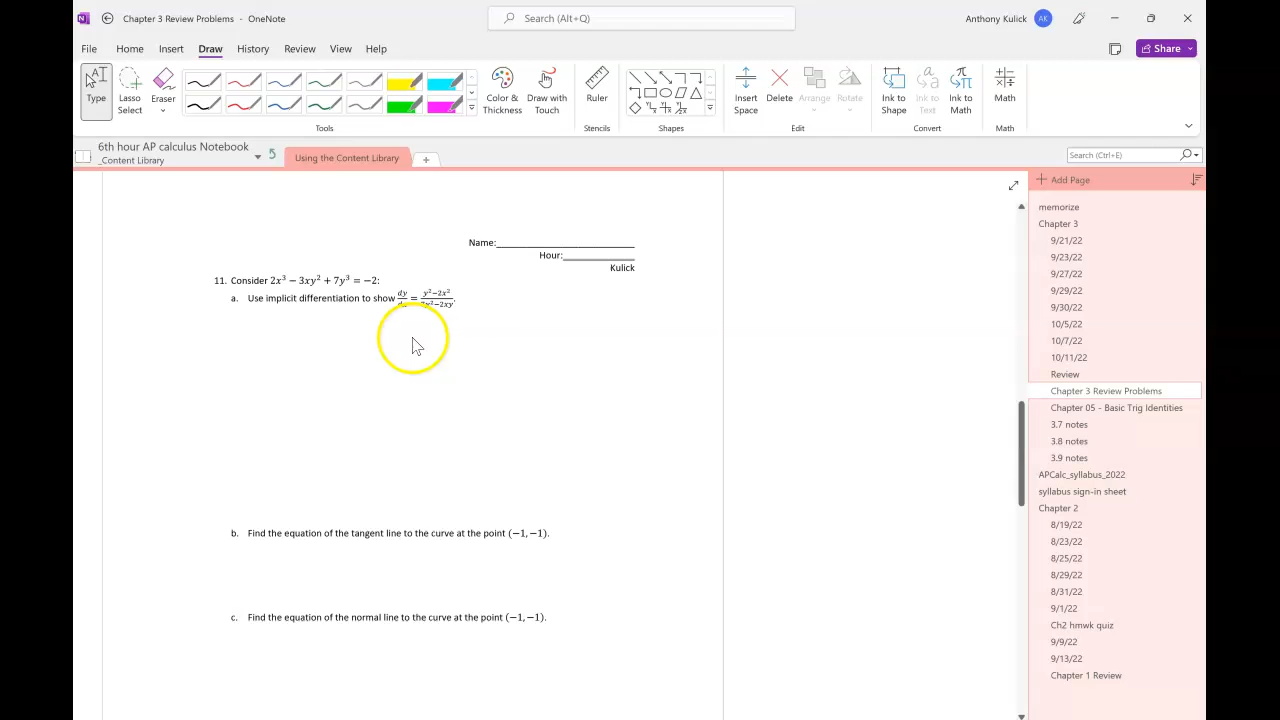 Chapter 3 Review Problems - OneNote
Search (Alt+Q)
Anthony Kulick
AK
File Home Insert Draw History Review View Help
Share
Type
Lasso Select
Eraser
Color & Thickness
Draw with Touch
Ruler
Insert Space
Delete
Arrange
Rotate
Ink to Shape
Ink to Text
Ink to Math
Math
Tools
Stencils
Shapes
Edit
Convert
Math
6th hour AP calculus Notebook
_Content Library
Using the Content Library
Search (Ctrl+E)
Add Page
memorize
Chapter 3
9/21/22
9/23/22
9/27/22
9/29/22
9/30/22
10/5/22
10/7/22
10/11/22
Review
Chapter 3 Review Problems
Chapter 05 - Basic Trig Identities
3.7 notes
3.8 notes
3.9 notes
APCalc_syllabus_2022
syllabus sign-in sheet
Chapter 2
8/19/22
8/23/22
8/25/22
8/29/22
8/31/22
9/1/22
Ch2 hmwk quiz
9/9/22
9/13/22
Chapter 1 Review
Name:
Hour:
Kulick
11. Consider 2x³ − 3xy² + 7y³ = −2:
a. Use implicit differentiation to show dy/dx = (y²−2x²)/(7y²−2xy).
b. Find the equation of the tangent line to the curve at the point (−1, −1).
c. Find the equation of the normal line to the curve at the point (−1, −1).